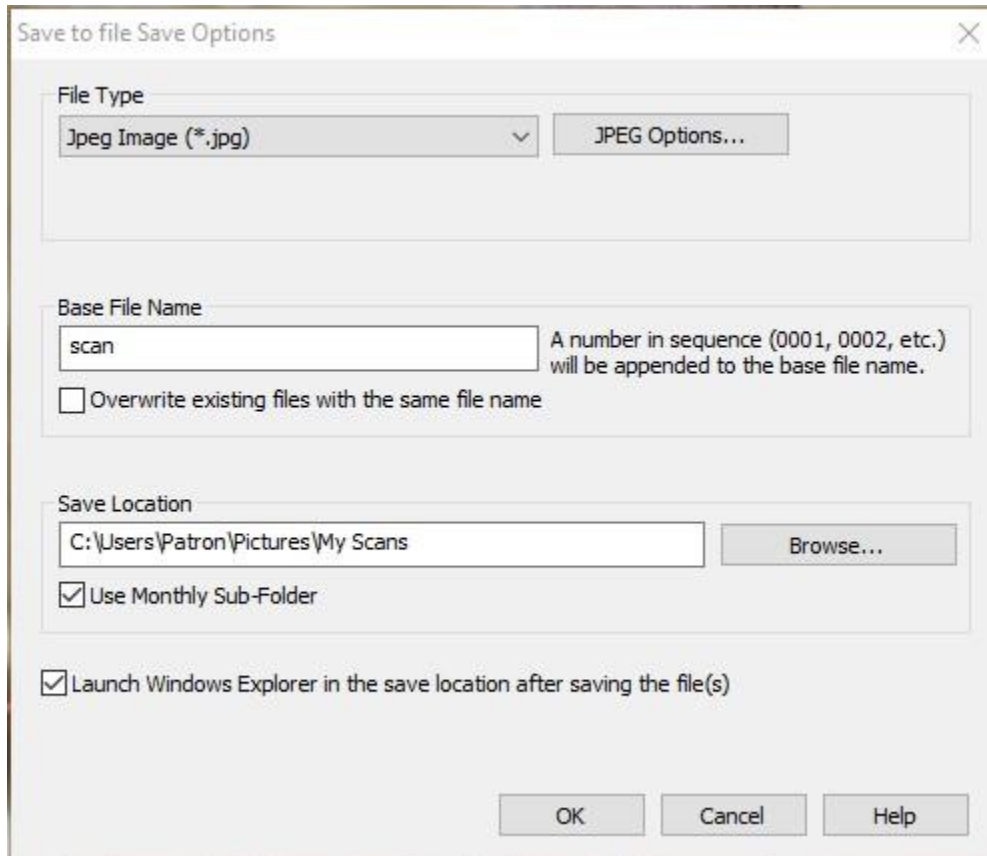 Save to file Save Options
File Type
Jpeg Image (*.jpg)
JPEG Options...
Base File Name
scan
A number in sequence (0001, 0002, etc.)
will be appended to the base file name.
Overwrite existing files with the same file name
Save Location
C:\Users\Patron\Pictures\My Scans
Browse...
Use Monthly Sub-Folder
Launch Windows Explorer in the save location after saving the file(s)
OK
Cancel
Help